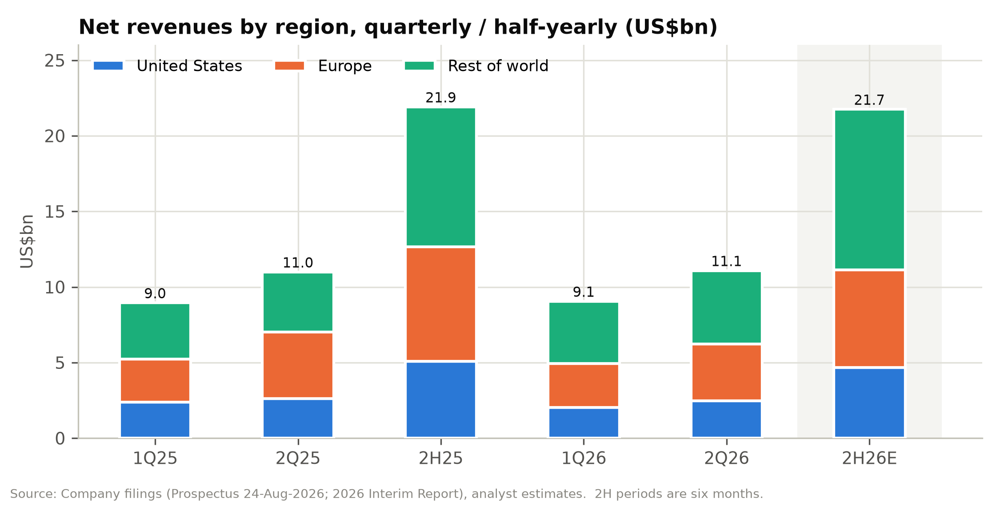 Net revenues by region, quarterly / half-yearly (US$bn)
25
United States Europe Rest of world
21.9
21.7
20
15
US$bn
11.0
11.1
10
9.0
9.1
5
0
1Q25 2Q25 2H25 1Q26 2Q26 2H26E
Source: Company filings (Prospectus 24-Aug-2026; 2026 Interim Report), analyst estimates.  2H periods are six months.